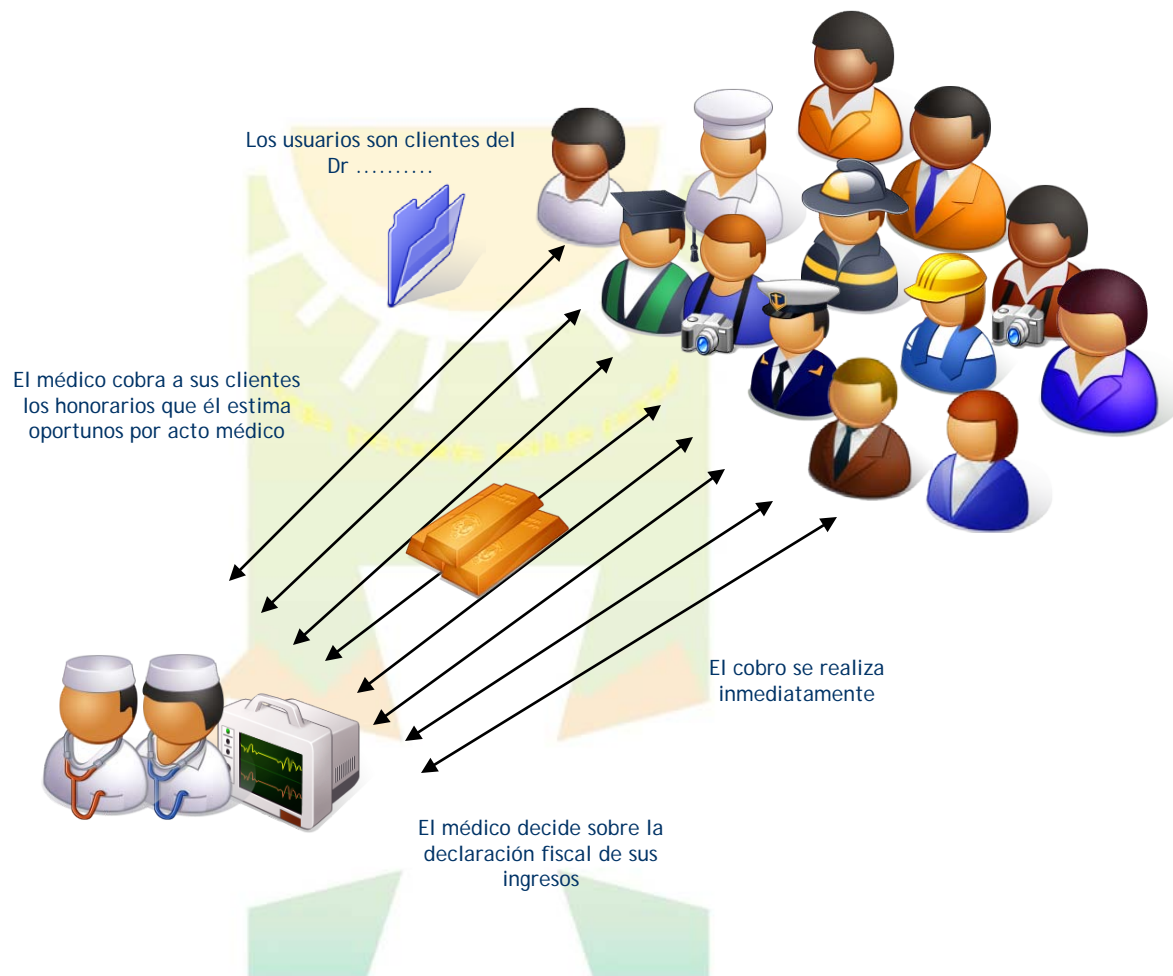 Los usuarios son clientes del
Dr ..........
El médico cobra a sus clientes
los honorarios que él estima
oportunos por acto médico
El cobro se realiza
inmediatamente
El médico decide sobre la
declaración fiscal de sus
ingresos